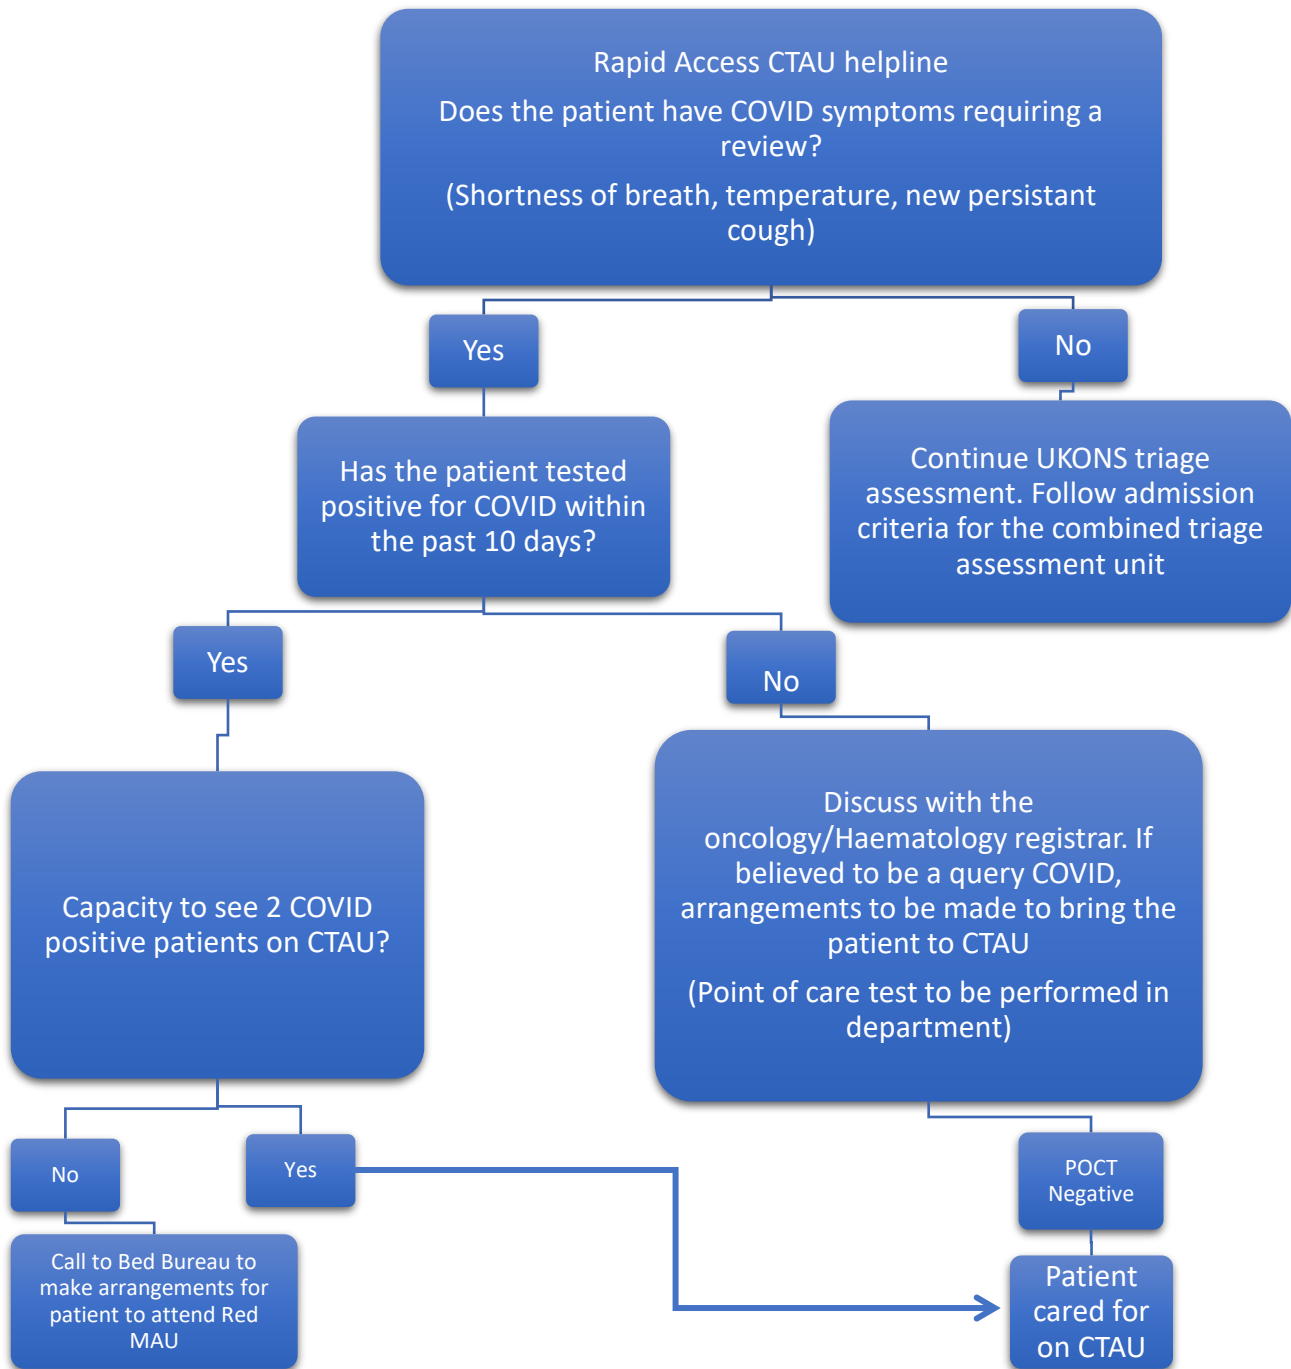 Rapid Access CTAU helpline
Does the patient have COVID symptoms requiring a
review?
(Shortness of breath, temperature, new persistant
cough)
Yes
No
Has the patient tested
positive for COVID within
the past 10 days?
Continue UKONS triage
assessment. Follow admission
criteria for the combined triage
assessment unit
Yes
No
Capacity to see 2 COVID
positive patients on CTAU?
Discuss with the
oncology/Haematology registrar. If
believed to be a query COVID,
arrangements to be made to bring the
patient to CTAU
(Point of care test to be performed in
department)
No
Yes
POCT
Negative
Call to Bed Bureau to
make arrangements for
patient to attend Red
MAU
Patient
cared for
on CTAU